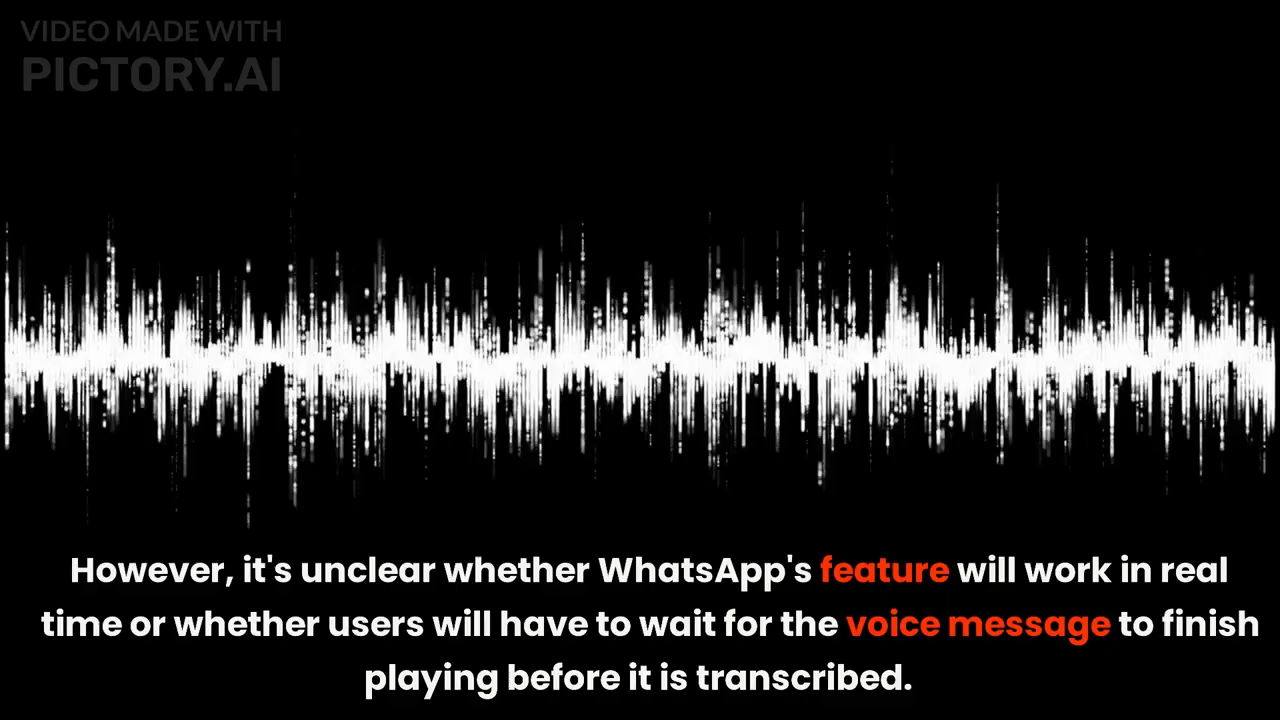 VIDEO MADE WITH
PICTORY.AI
However, it's unclear whether WhatsApp's feature will work in real
time or whether users will have to wait for the voice message to finish
playing before it is transcribed.